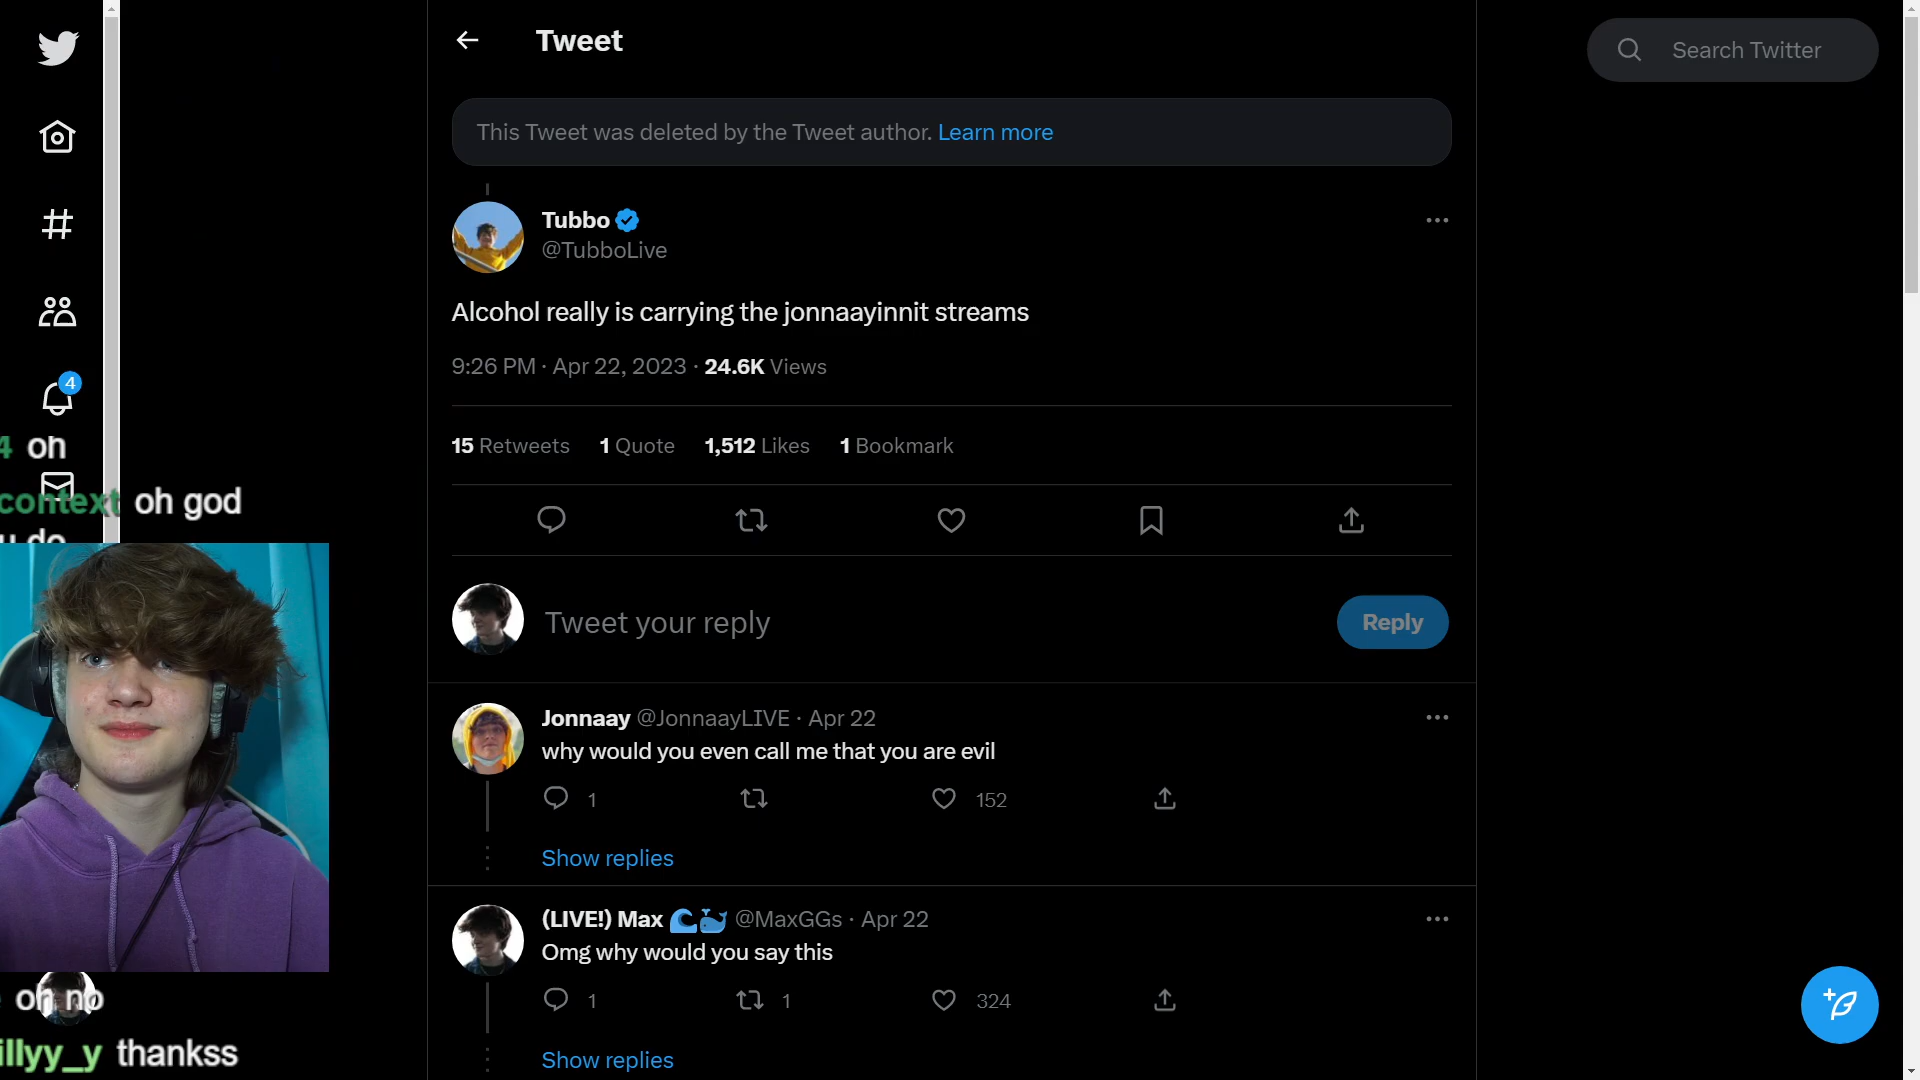 Tweet
Search Twitter
This Tweet was deleted by the Tweet author. Learn more
Tubbo
@TubboLive
Alcohol really is carrying the jonnaayinnit streams
9:26 PM · Apr 22, 2023 · 24.6K Views
15 Retweets 1 Quote 1,512 Likes 1 Bookmark
Tweet your reply
Reply
Jonnaay @JonnaayLIVE · Apr 22
why would you even call me that you are evil
1 152
Show replies
(LIVE!) Max 🌊🐳 @MaxGGs · Apr 22
Omg why would you say this
1 1 324
Show replies
4
4 oh
context oh god
u do
oh no
illyy_y thankss